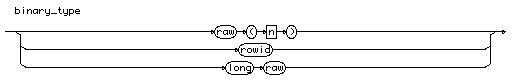 binary_type
raw ( n )
rowid
long raw